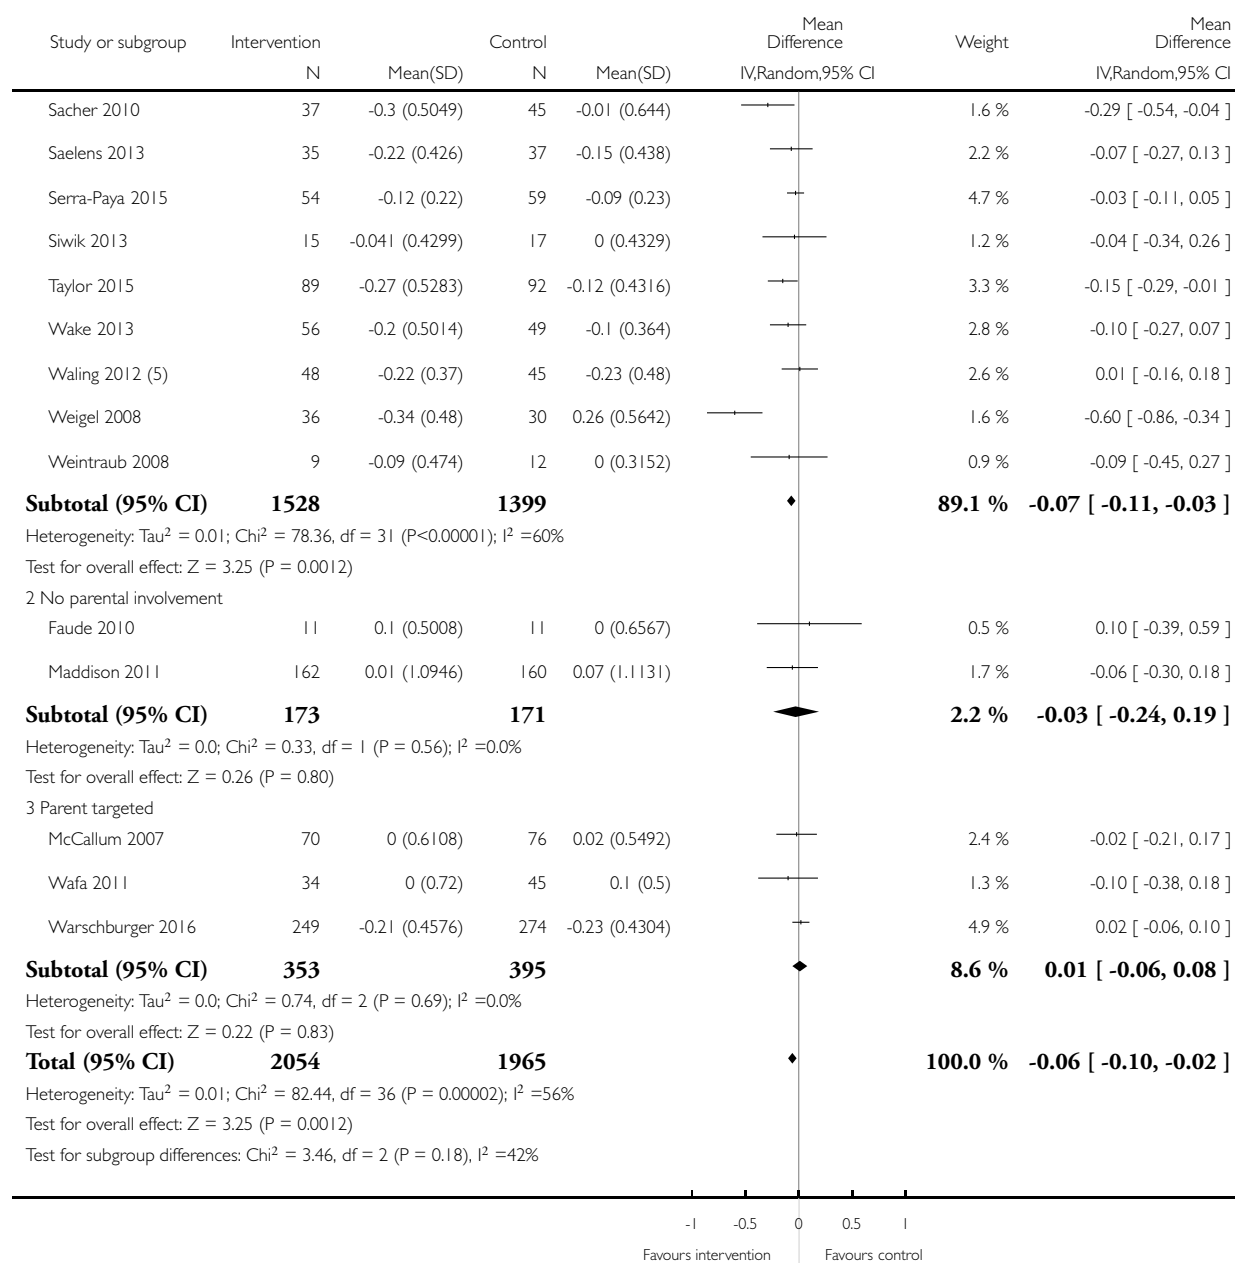 Study or subgroup Intervention Control Mean Difference Weight Mean Difference
N Mean(SD) N Mean(SD) IV,Random,95% CI IV,Random,95% CI
Sacher 2010 37 -0.3 (0.5049) 45 -0.01 (0.644) 1.6 % -0.29 [ -0.54, -0.04 ]
Saelens 2013 35 -0.22 (0.426) 37 -0.15 (0.438) 2.2 % -0.07 [ -0.27, 0.13 ]
Serra-Paya 2015 54 -0.12 (0.22) 59 -0.09 (0.23) 4.7 % -0.03 [ -0.11, 0.05 ]
Siwik 2013 15 -0.041 (0.4299) 17 0 (0.4329) 1.2 % -0.04 [ -0.34, 0.26 ]
Taylor 2015 89 -0.27 (0.5283) 92 -0.12 (0.4316) 3.3 % -0.15 [ -0.29, -0.01 ]
Wake 2013 56 -0.2 (0.5014) 49 -0.1 (0.364) 2.8 % -0.10 [ -0.27, 0.07 ]
Waling 2012 (5) 48 -0.22 (0.37) 45 -0.23 (0.48) 2.6 % 0.01 [ -0.16, 0.18 ]
Weigel 2008 36 -0.34 (0.48) 30 0.26 (0.5642) 1.6 % -0.60 [ -0.86, -0.34 ]
Weintraub 2008 9 -0.09 (0.474) 12 0 (0.3152) 0.9 % -0.09 [ -0.45, 0.27 ]
Subtotal (95% CI) 1528 1399 89.1 % -0.07 [ -0.11, -0.03 ]
Heterogeneity: Tau² = 0.01; Chi² = 78.36, df = 31 (P<0.00001); I² =60%
Test for overall effect: Z = 3.25 (P = 0.0012)
2 No parental involvement
Faude 2010 11 0.1 (0.5008) 11 0 (0.6567) 0.5 % 0.10 [ -0.39, 0.59 ]
Maddison 2011 162 0.01 (1.0946) 160 0.07 (1.1131) 1.7 % -0.06 [ -0.30, 0.18 ]
Subtotal (95% CI) 173 171 2.2 % -0.03 [ -0.24, 0.19 ]
Heterogeneity: Tau² = 0.0; Chi² = 0.33, df = 1 (P = 0.56); I² =0.0%
Test for overall effect: Z = 0.26 (P = 0.80)
3 Parent targeted
McCallum 2007 70 0 (0.6108) 76 0.02 (0.5492) 2.4 % -0.02 [ -0.21, 0.17 ]
Wafa 2011 34 0 (0.72) 45 0.1 (0.5) 1.3 % -0.10 [ -0.38, 0.18 ]
Warschburger 2016 249 -0.21 (0.4576) 274 -0.23 (0.4304) 4.9 % 0.02 [ -0.06, 0.10 ]
Subtotal (95% CI) 353 395 8.6 % 0.01 [ -0.06, 0.08 ]
Heterogeneity: Tau² = 0.0; Chi² = 0.74, df = 2 (P = 0.69); I² =0.0%
Test for overall effect: Z = 0.22 (P = 0.83)
Total (95% CI) 2054 1965 100.0 % -0.06 [ -0.10, -0.02 ]
Heterogeneity: Tau² = 0.01; Chi² = 82.44, df = 36 (P = 0.00002); I² =56%
Test for overall effect: Z = 3.25 (P = 0.0012)
Test for subgroup differences: Chi² = 3.46, df = 2 (P = 0.18), I² =42%
-1 -0.5 0 0.5 1
Favours intervention Favours control